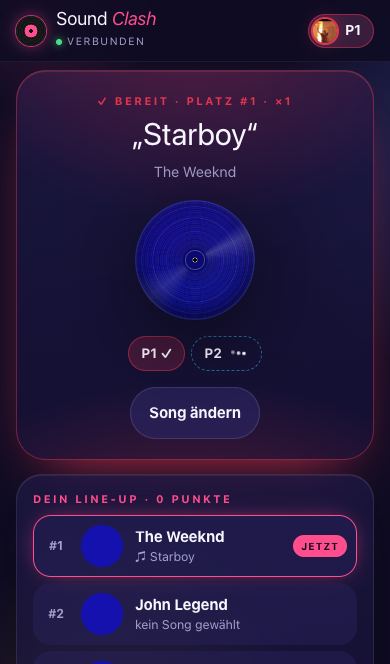 Sound Clash
VERBUNDEN
P1
✓ BEREIT · PLATZ #1 · ×1
„Starboy“
The Weeknd
P1 ✓
P2
Song ändern
DEIN LINE-UP · 0 PUNKTE
#1
The Weeknd
♫ Starboy
JETZT
#2
John Legend
kein Song gewählt